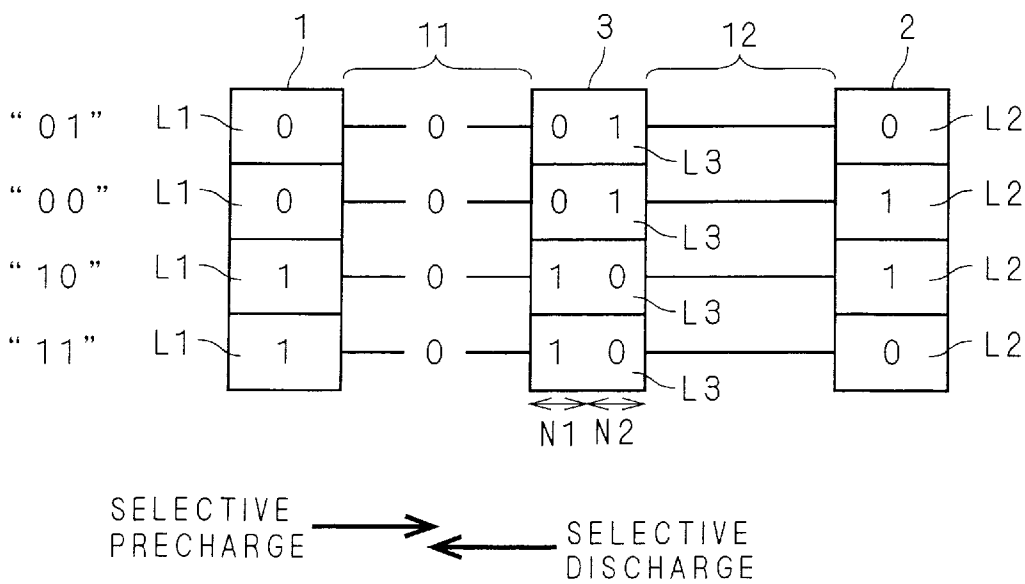 1 11 3 12 2
“01” L1 0 0 0 1 L3 0 L2
“00” L1 0 0 0 1 L3 1 L2
“10” L1 1 0 1 0 L3 1 L2
“11” L1 1 0 1 0 L3 0 L2
N1 N2
SELECTIVE
PRECHARGE
SELECTIVE
DISCHARGE